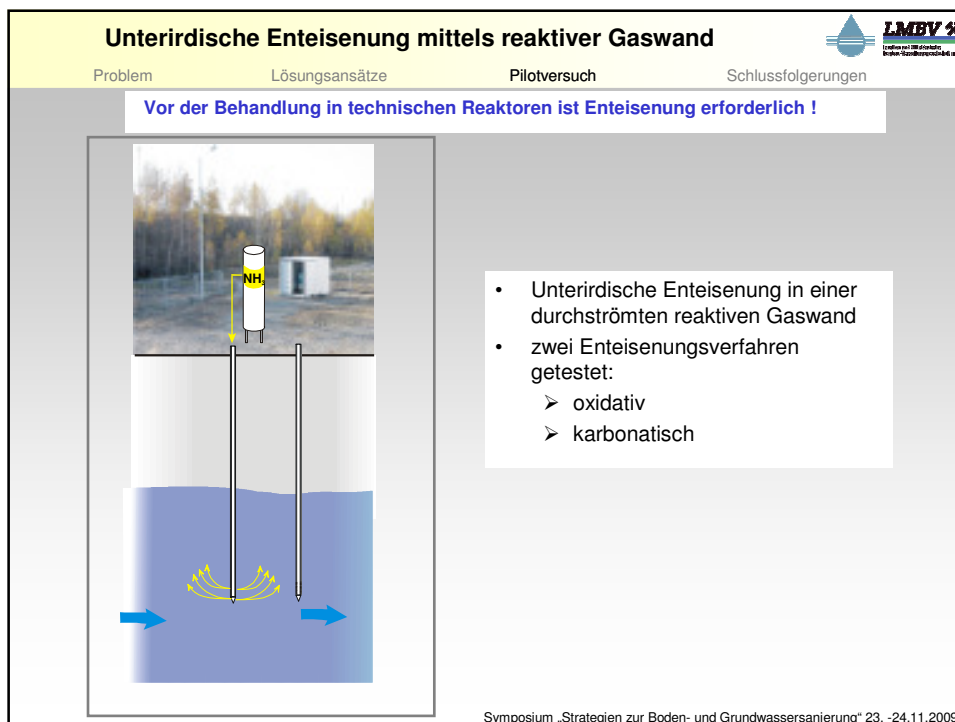 Unterirdische Enteisenung mittels reaktiver Gaswand
LMBV
Problem Lösungsansätze Pilotversuch Schlussfolgerungen
Vor der Behandlung in technischen Reaktoren ist Enteisenung erforderlich !
NH3
• Unterirdische Enteisenung in einer
durchströmten reaktiven Gaswand
• zwei Enteisenungsverfahren
getestet:
➢ oxidativ
➢ karbonatisch
Symposium „Strategien zur Boden- und Grundwassersanierung“ 23. -24.11.2009